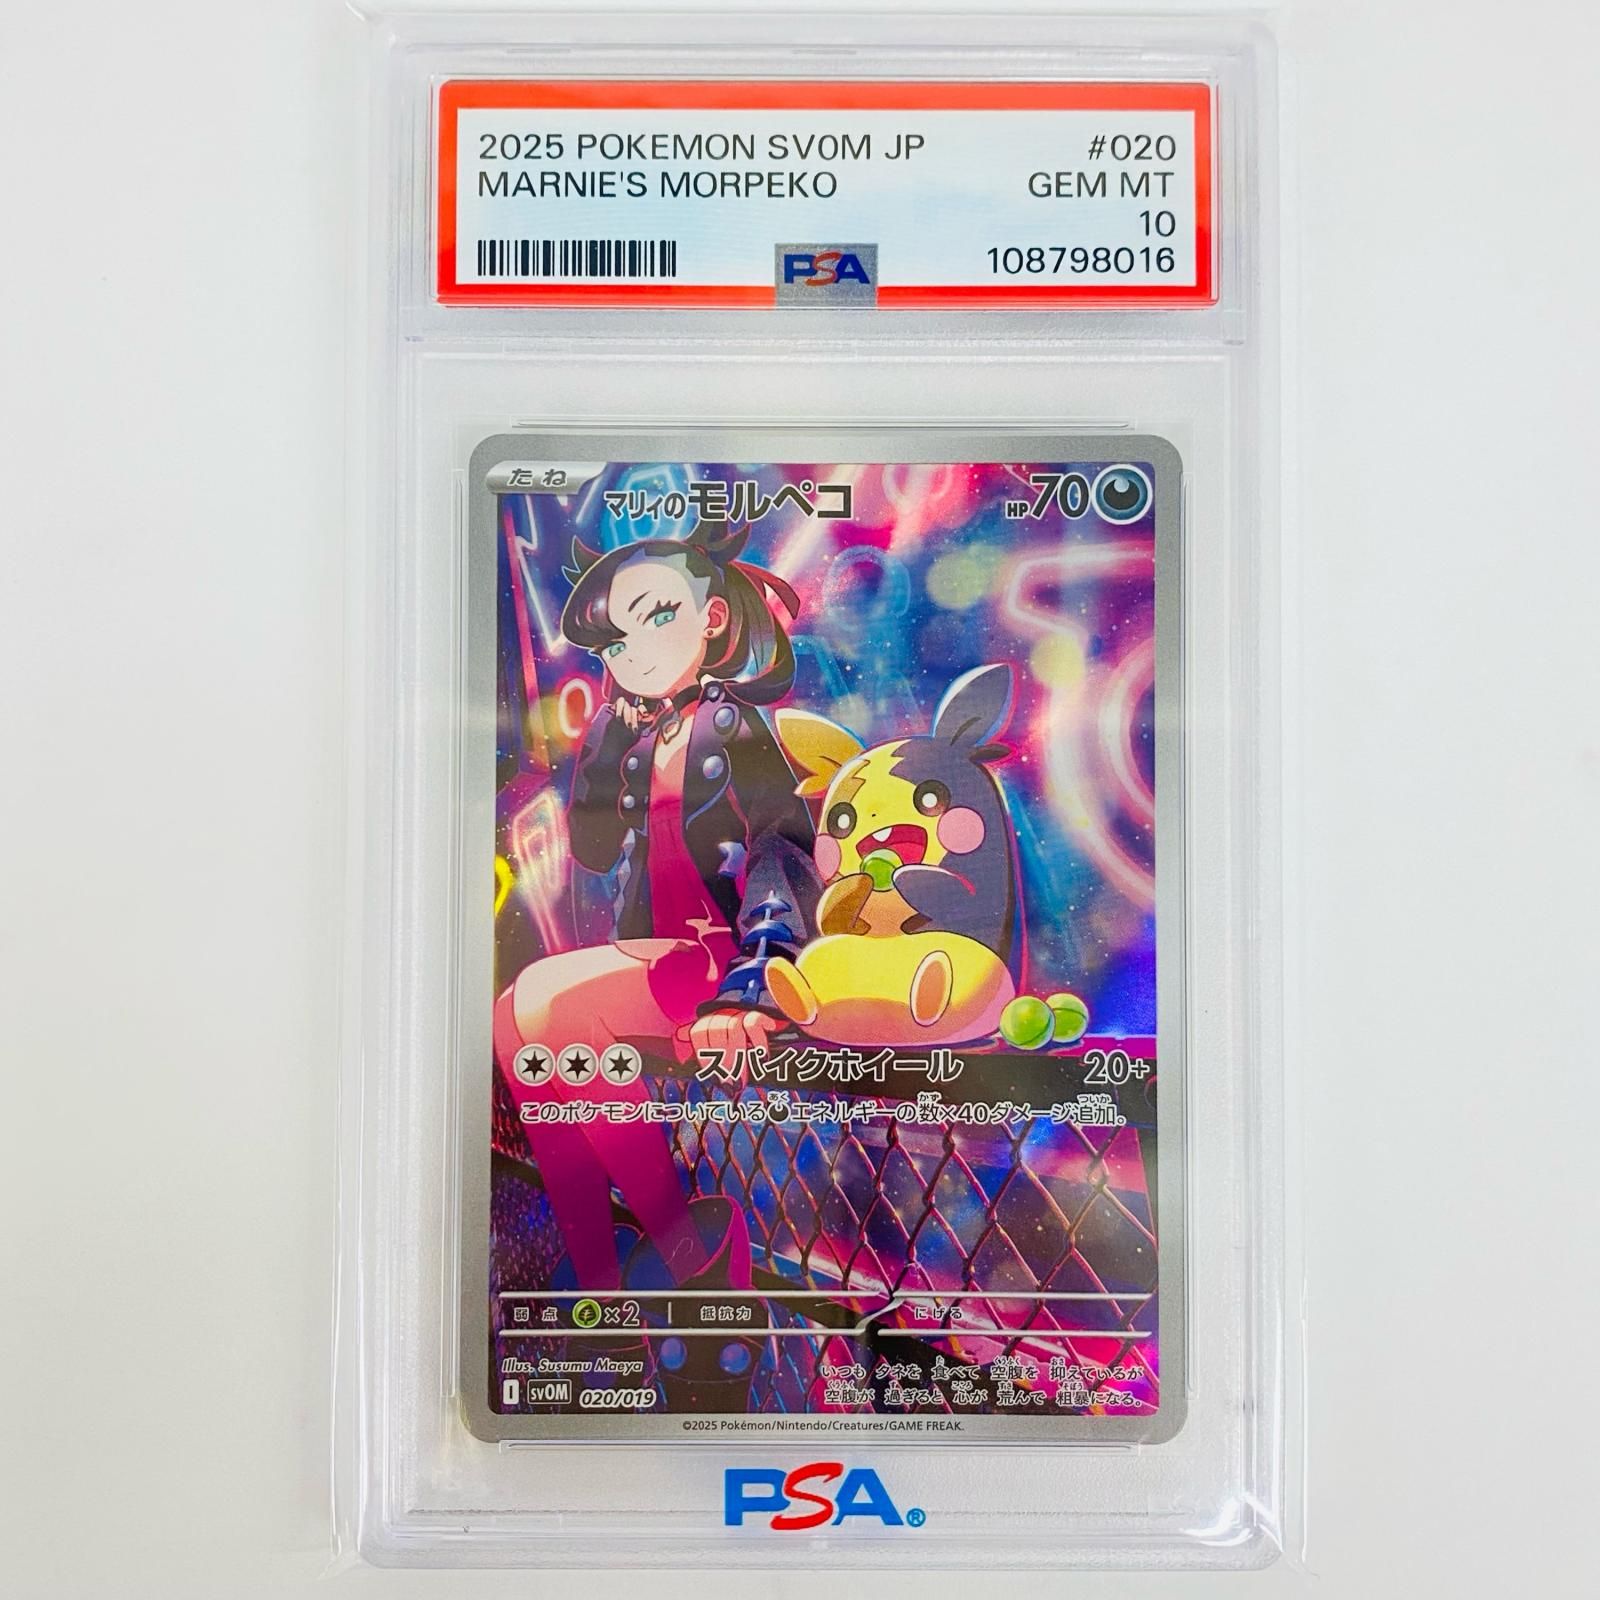 2025 POKEMON SV0M JP #020
MARNIE'S MORPEKO GEM MT
10
PSA 108798016
たね マリィのモルペコ HP70
スパイクホイール 20+
このポケモンについているエネルギーの数×40ダメージ追加。
弱点 ×2 抵抗力 にげる
Illus. Susumu Maeya
いつも タネを 食べて 空腹を 抑えているが
空腹が 過ぎると 心が 荒んで 粗暴になる。
I sv0M 020/019
©2025 Pokémon/Nintendo/Creatures/GAME FREAK.
PSA®